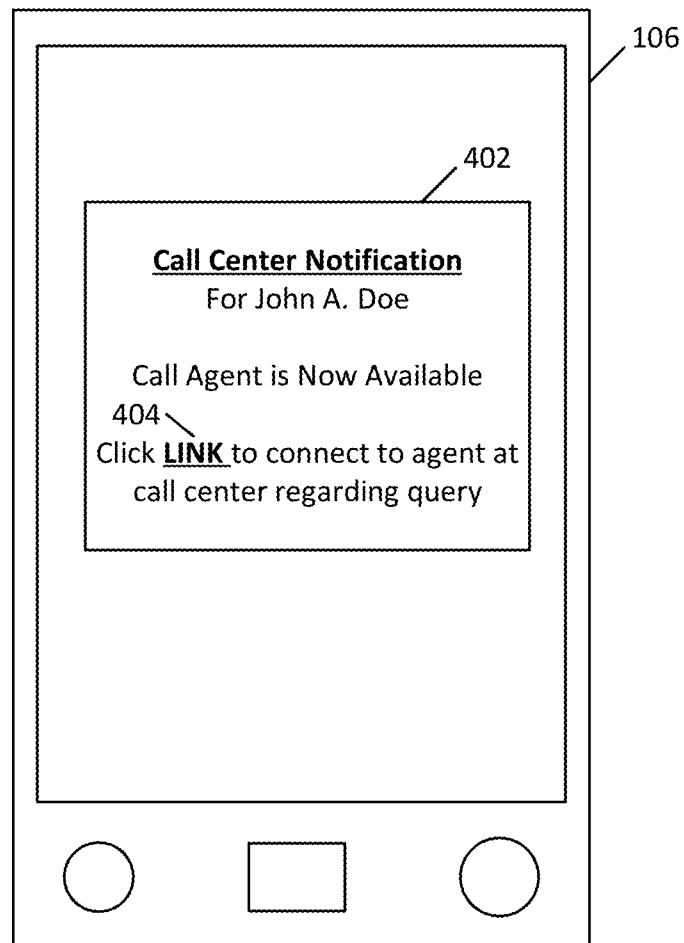 106
402
Call Center Notification
For John A. Doe
Call Agent is Now Available
404
Click LINK to connect to agent at
call center regarding query